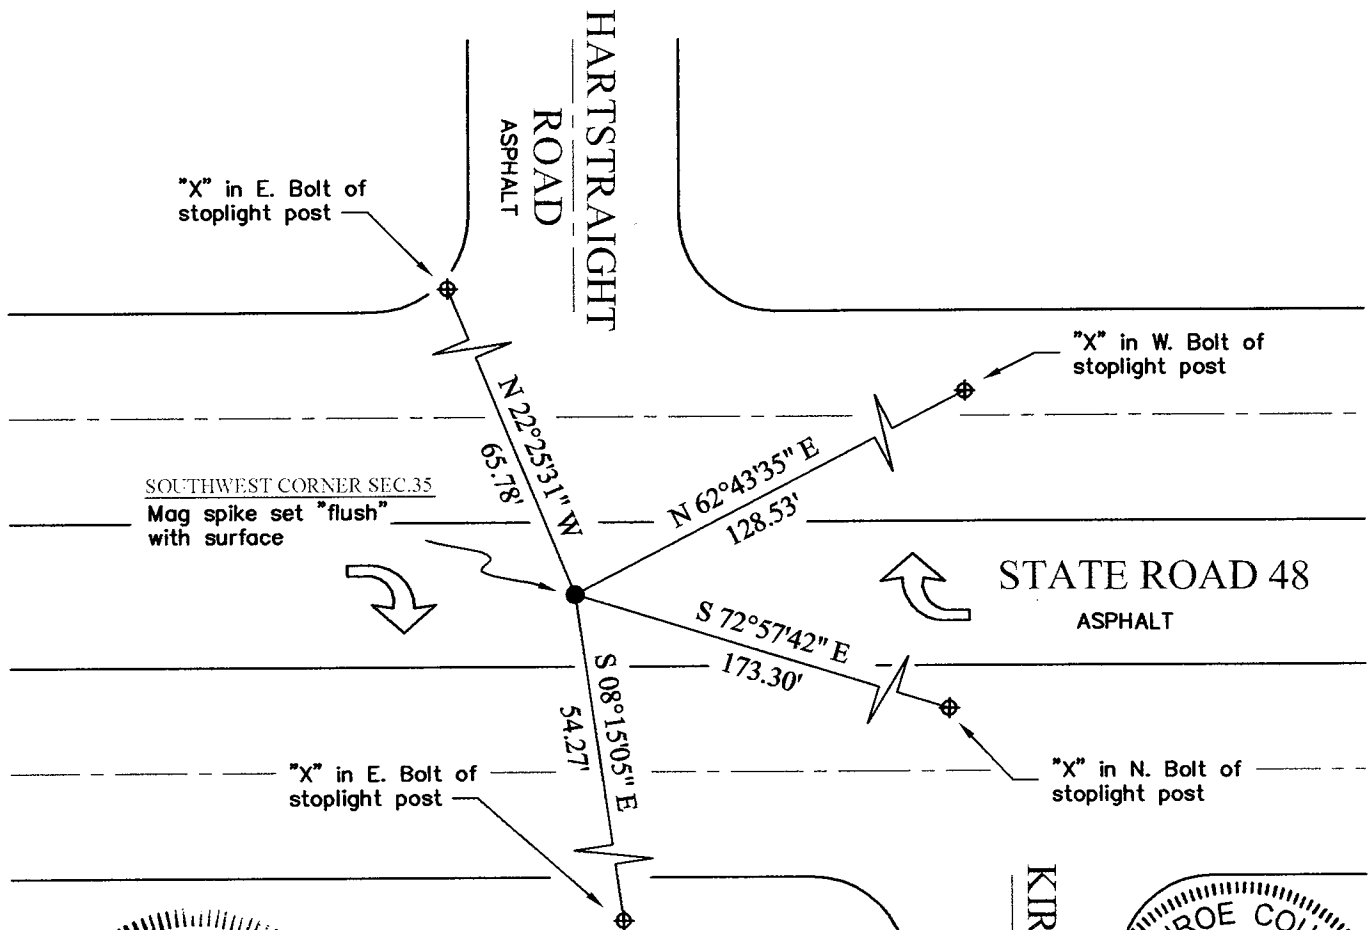 HARTSTRAIGHT
ROAD
ASPHALT
"X" in E. Bolt of
stoplight post
"X" in W. Bolt of
stoplight post
N 22°25'31" W
65.78'
N 62°43'35" E
128.53'
SOUTHWEST CORNER SEC.35
Mag spike set "flush"
with surface
STATE ROAD 48
ASPHALT
S 72°57'42" E
173.30'
S 08°15'05" E
54.27'
"X" in E. Bolt of
stoplight post
"X" in N. Bolt of
stoplight post
KIR
ROE COU